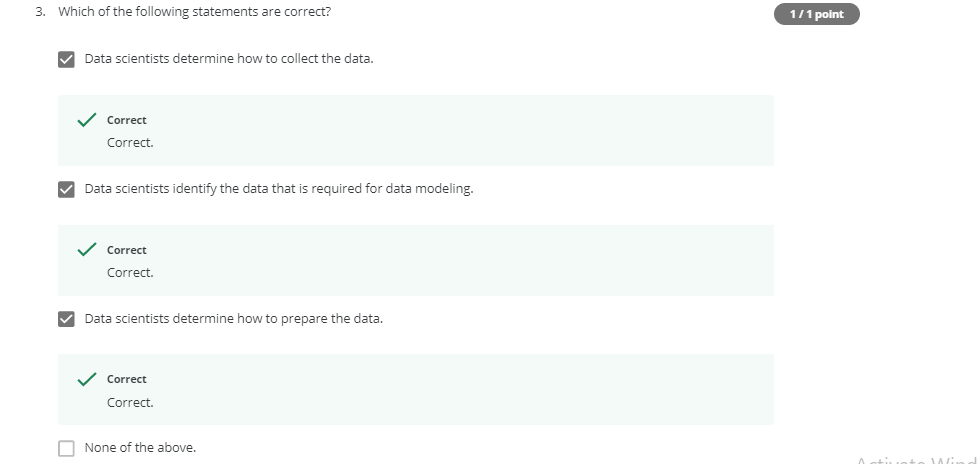 3. Which of the following statements are correct?
1 / 1 point
Data scientists determine how to collect the data.
Correct
Correct.
Data scientists identify the data that is required for data modeling.
Correct
Correct.
Data scientists determine how to prepare the data.
Correct
Correct.
None of the above.